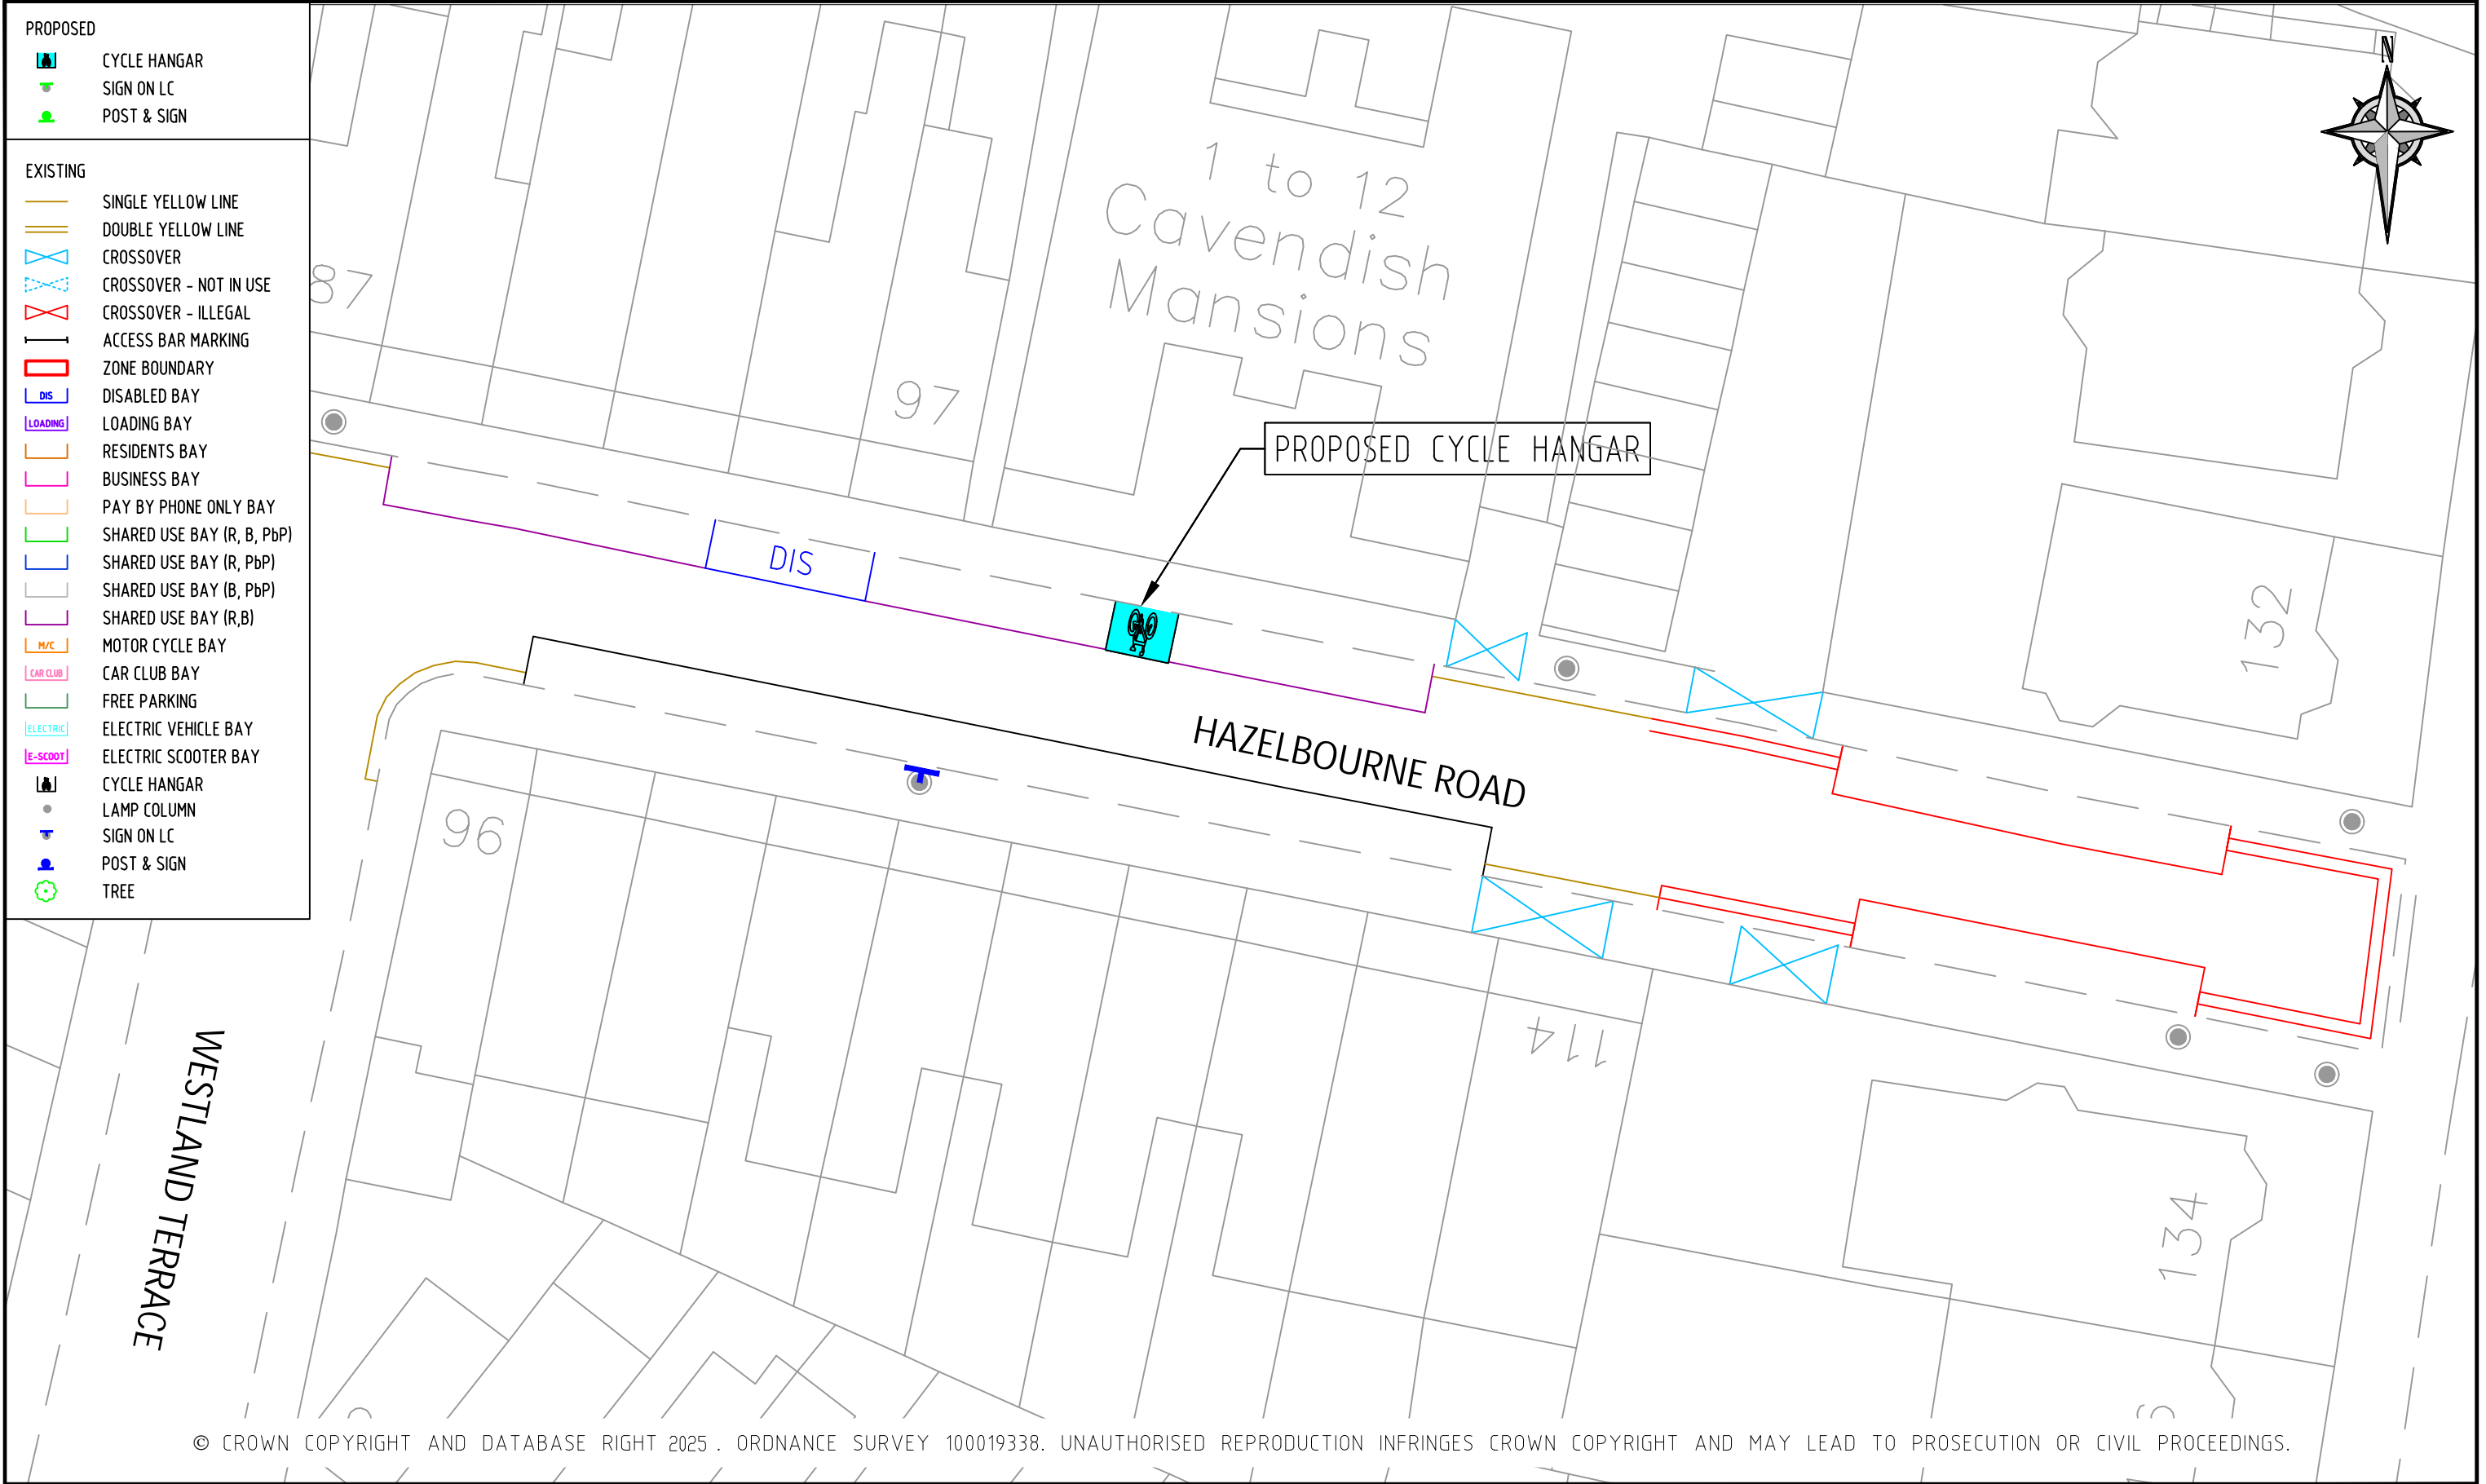 PROPOSED
CYCLE HANGAR
SIGN ON LC
POST & SIGN
EXISTING
SINGLE YELLOW LINE
DOUBLE YELLOW LINE
CROSSOVER
CROSSOVER - NOT IN USE
CROSSOVER - ILLEGAL
ACCESS BAR MARKING
ZONE BOUNDARY
DIS DISABLED BAY
LOADING LOADING BAY
RESIDENTS BAY
BUSINESS BAY
PAY BY PHONE ONLY BAY
SHARED USE BAY (R, B, PbP)
SHARED USE BAY (R, PbP)
SHARED USE BAY (B, PbP)
SHARED USE BAY (R,B)
M/C MOTOR CYCLE BAY
CAR CLUB CAR CLUB BAY
FREE PARKING
ELECTRIC ELECTRIC VEHICLE BAY
E-SCOOT ELECTRIC SCOOTER BAY
CYCLE HANGAR
LAMP COLUMN
SIGN ON LC
POST & SIGN
TREE
N
1 to 12
Cavendish
Mansions
87
97
PROPOSED CYCLE HANGAR
DIS
132
HAZELBOURNE ROAD
96
114
134
WESTLAND TERRACE
© CROWN COPYRIGHT AND DATABASE RIGHT 2025 . ORDNANCE SURVEY 100019338. UNAUTHORISED REPRODUCTION INFRINGES CROWN COPYRIGHT AND MAY LEAD TO PROSECUTION OR CIVIL PROCEEDINGS.